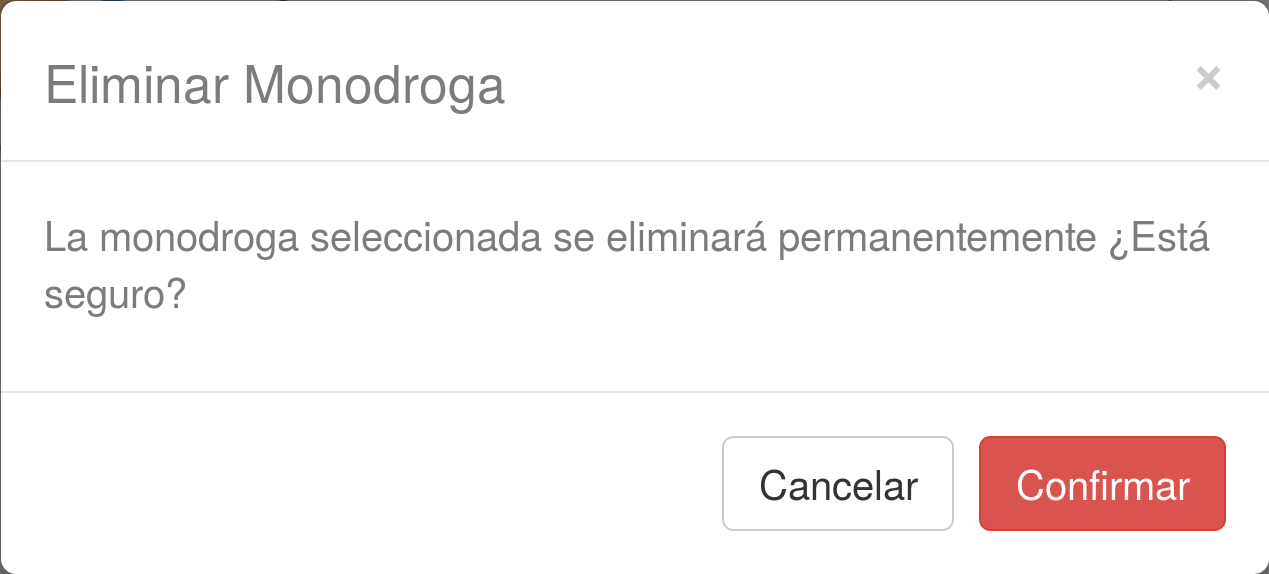 Eliminar Monodroga
×
La monodroga seleccionada se eliminará permanentemente ¿Está
seguro?
Cancelar
Confirmar